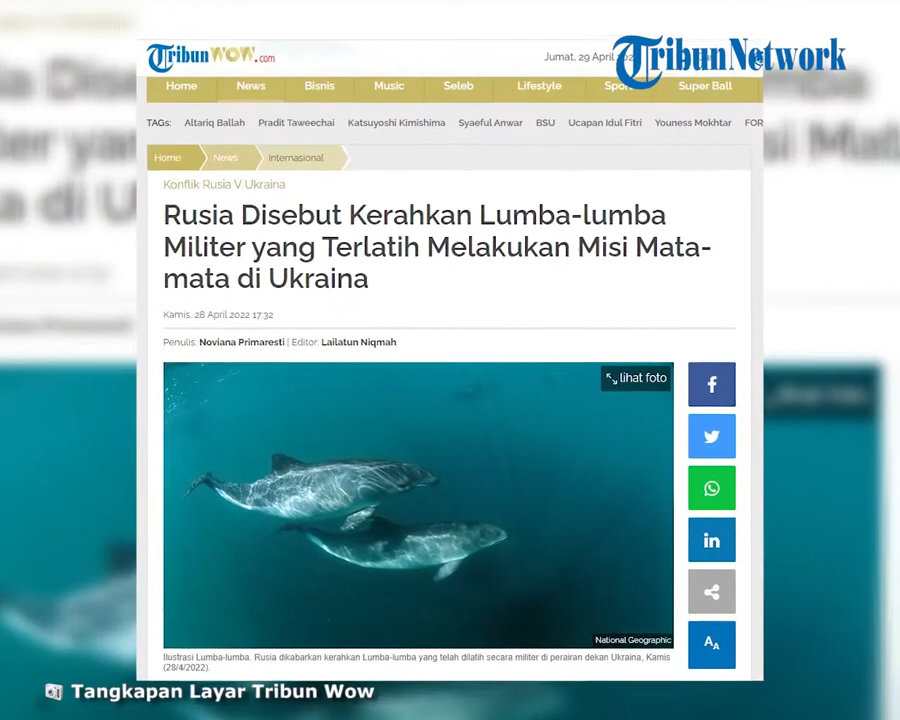 TribunWOW.com
Jumat, 29 April
TribunNetwork
Home News Bisnis Music Seleb Lifestyle Sport Super Ball
TAGs: Altariq Ballah Pradit Taweechai Katsuyoshi Kimishima Syaeful Anwar BSU Ucapan Idul Fitri Youness Mokhtar FOR
Home News Internasional
Konflik Rusia V Ukraina
Rusia Disebut Kerahkan Lumba-lumba
Militer yang Terlatih Melakukan Misi Mata-
mata di Ukraina
Kamis, 28 April 2022 17:32
Penulis: Noviana Primaresti | Editor: Lailatun Niqmah
lihat foto
National Geographic
Ilustrasi Lumba-lumba. Rusia dikabarkan kerahkan Lumba-lumba yang telah dilatih secara militer di perairan dekan Ukraina, Kamis
(28/4/2022).
Tangkapan Layar Tribun Wow